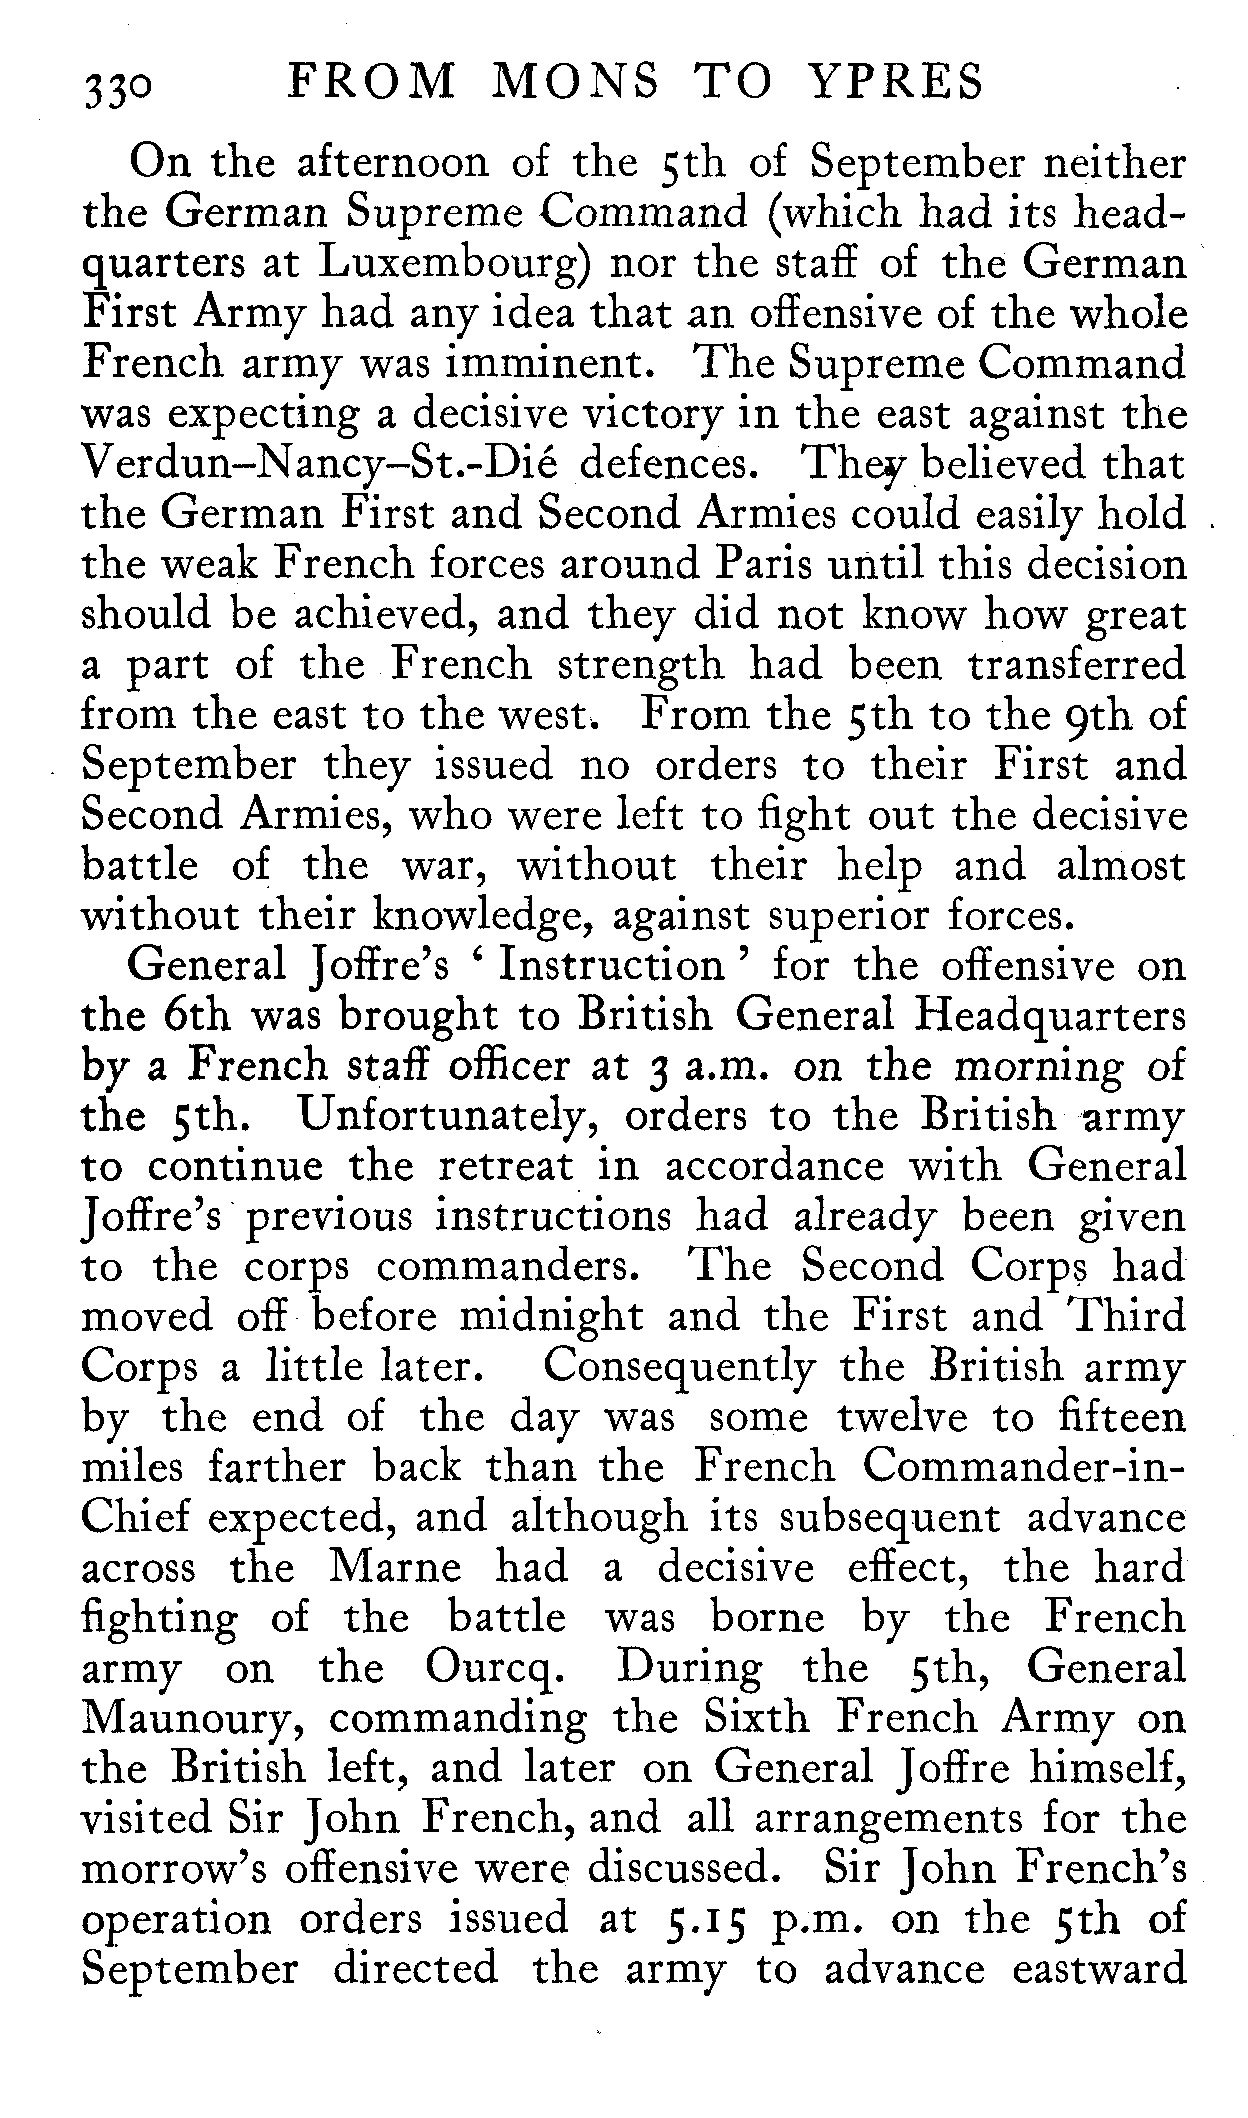 330 FROM MONS TO YPRES
On the afternoon of the 5th of September neither
the German Supreme Command (which had its head-
quarters at Luxembourg) nor the staff of the German
First Army had any idea that an offensive of the whole
French army was imminent. The Supreme Command
was expecting a decisive victory in the east against the
Verdun–Nancy–St.-Dié defences. They believed that
the German First and Second Armies could easily hold
the weak French forces around Paris until this decision
should be achieved, and they did not know how great
a part of the French strength had been transferred
from the east to the west. From the 5th to the 9th of
September they issued no orders to their First and
Second Armies, who were left to fight out the decisive
battle of the war, without their help and almost
without their knowledge, against superior forces.
General Joffre's ‘ Instruction ’ for the offensive on
the 6th was brought to British General Headquarters
by a French staff officer at 3 a.m. on the morning of
the 5th. Unfortunately, orders to the British army
to continue the retreat in accordance with General
Joffre's previous instructions had already been given
to the corps commanders. The Second Corps had
moved off before midnight and the First and Third
Corps a little later. Consequently the British army
by the end of the day was some twelve to fifteen
miles farther back than the French Commander-in-
Chief expected, and although its subsequent advance
across the Marne had a decisive effect, the hard
fighting of the battle was borne by the French
army on the Ourcq. During the 5th, General
Maunoury, commanding the Sixth French Army on
the British left, and later on General Joffre himself,
visited Sir John French, and all arrangements for the
morrow's offensive were discussed. Sir John French's
operation orders issued at 5.15 p.m. on the 5th of
September directed the army to advance eastward